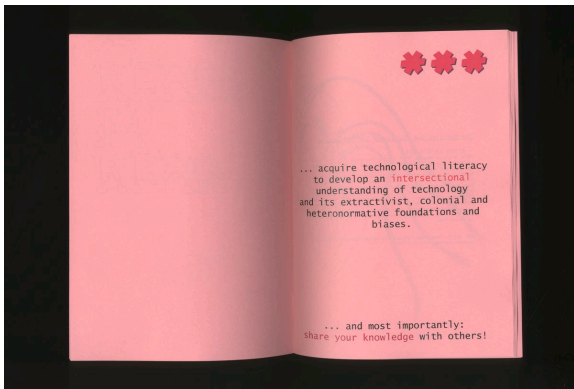 ... acquire technological literacy
to develop an intersectional
understanding of technology
and its extractivist, colonial and
heteronormative foundations and
biases.
... and most importantly:
share your knowledge with others!